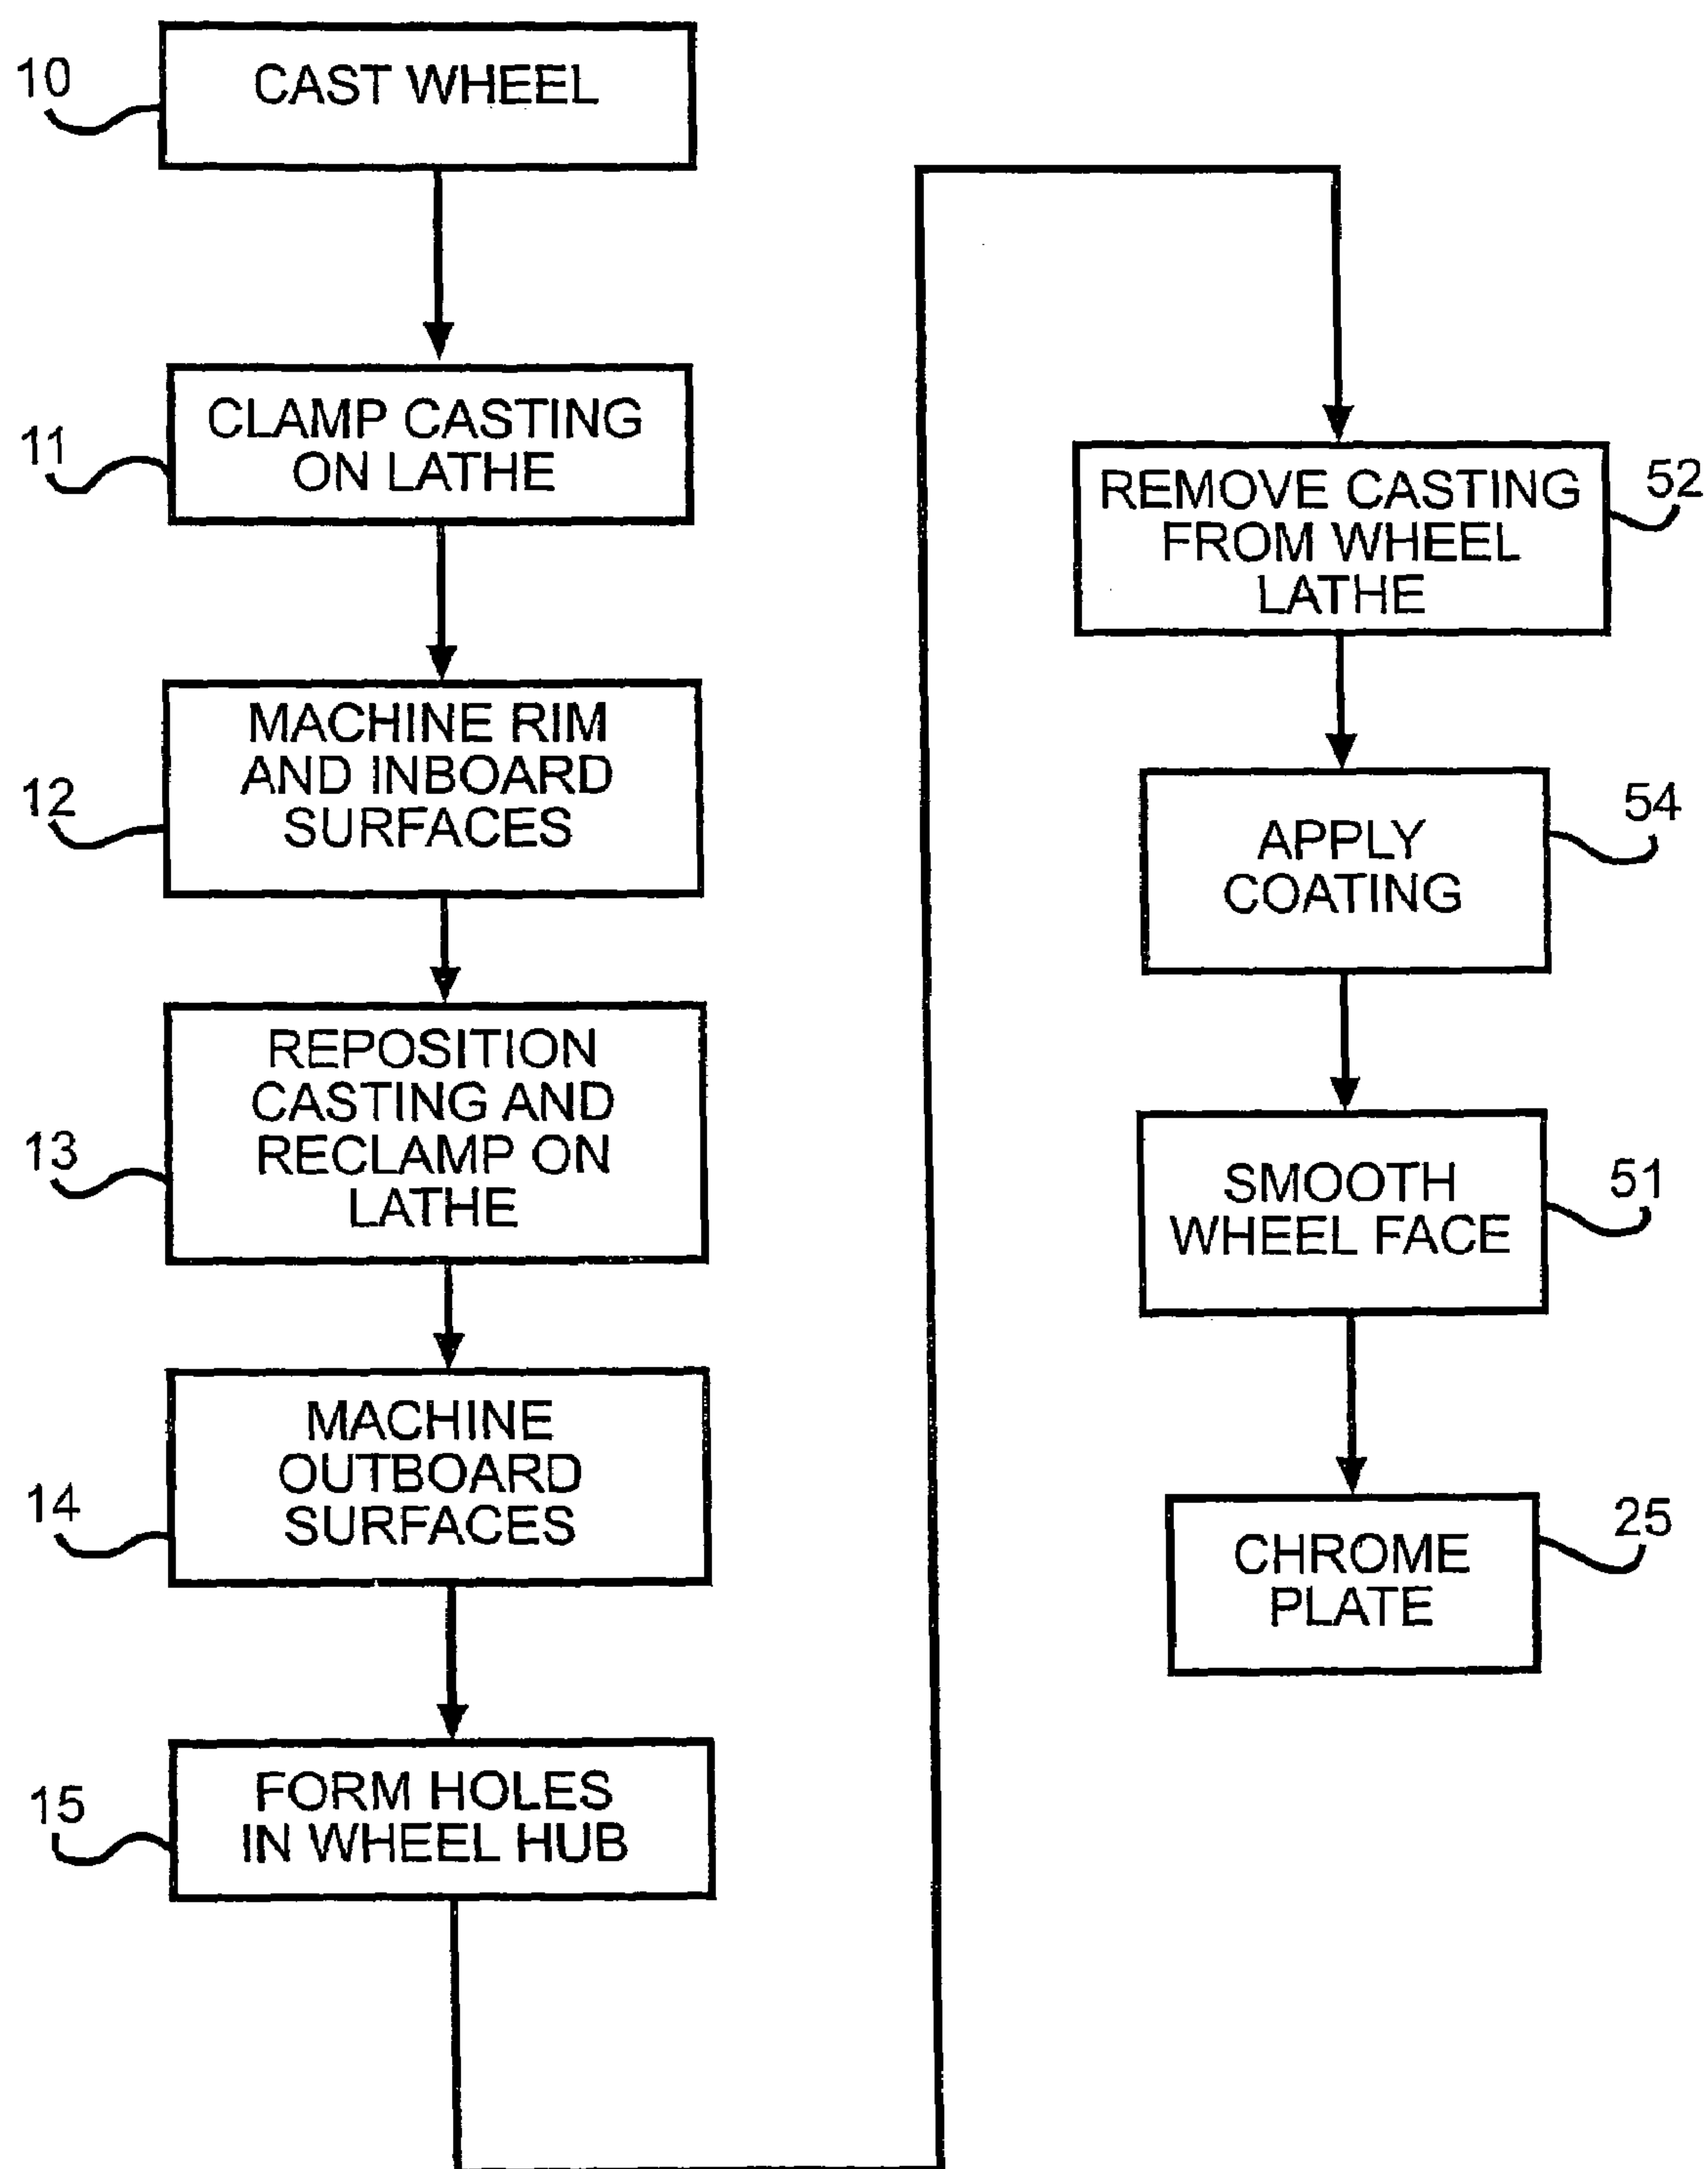 10
CAST WHEEL
11
CLAMP CASTING
ON LATHE
12
MACHINE RIM
AND INBOARD
SURFACES
13
REPOSITION
CASTING AND
RECLAMP ON
LATHE
14
MACHINE
OUTBOARD
SURFACES
15
FORM HOLES
IN WHEEL HUB
REMOVE CASTING
FROM WHEEL
LATHE
52
APPLY
COATING
54
SMOOTH
WHEEL FACE
51
CHROME
PLATE
25